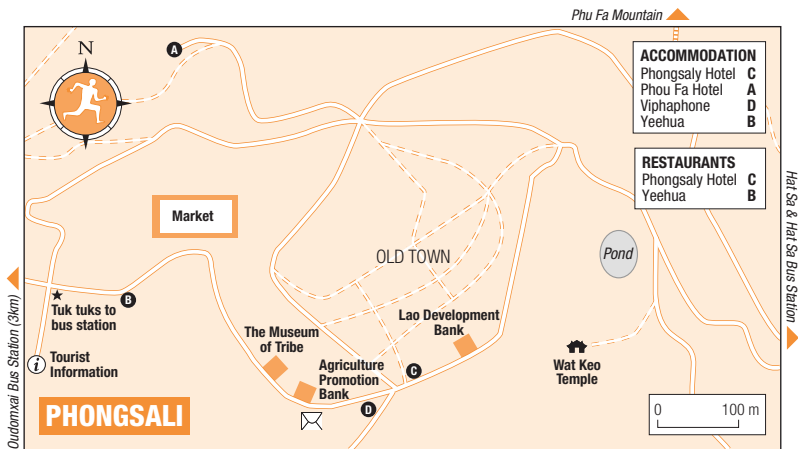 Phu Fa Mountain
N
A
ACCOMMODATION
Phongsaly Hotel C
Phou Fa Hotel A
Viphaphone D
Yeehua B
RESTAURANTS
Phongsaly Hotel C
Yeehua B
Market
OLD TOWN
Pond
Hat Sa & Hat Sa Bus Station
Oudomxai Bus Station (3km)
B
Tuk tuks to
bus station
i
Tourist
Information
The Museum
of Tribe
Agriculture
Promotion
Bank
Lao Development
Bank
C
D
Wat Keo
Temple
PHONGSALI
0 100 m